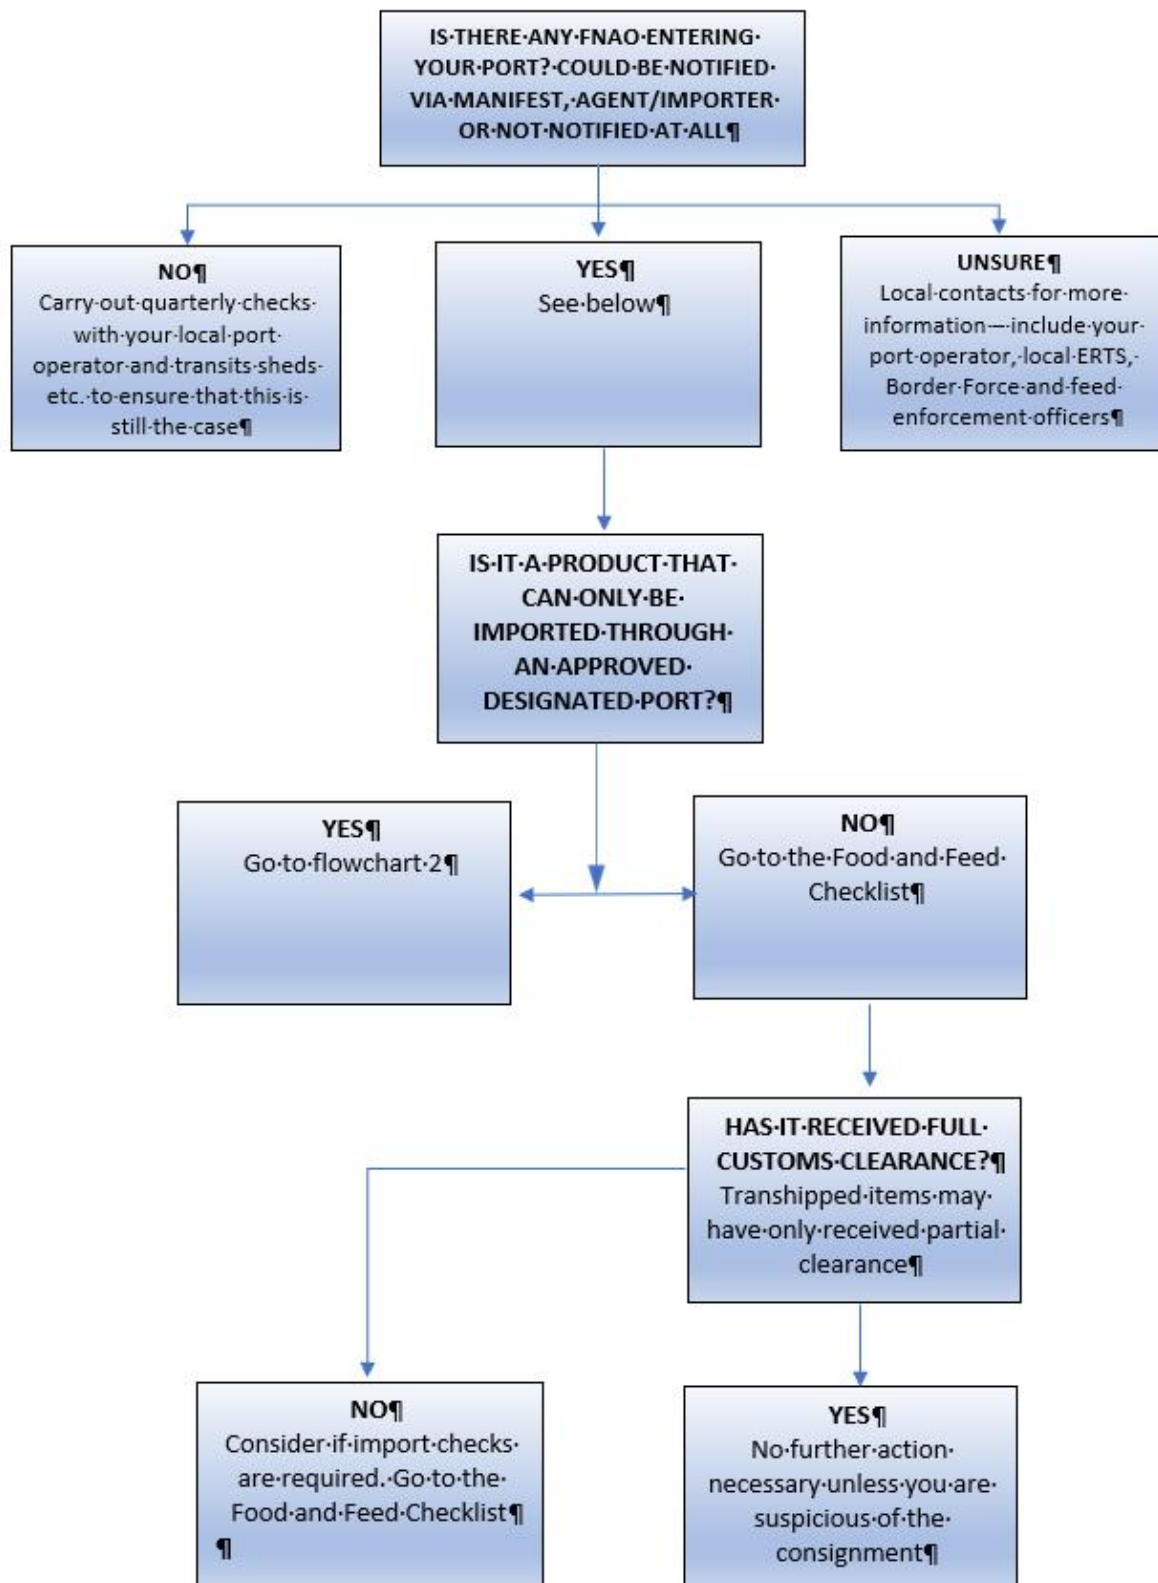 IS·THERE·ANY·FNAO·ENTERING·
YOUR·PORT?·COULD·BE·NOTIFIED·
VIA·MANIFEST,·AGENT/IMPORTER·
OR·NOT·NOTIFIED·AT·ALL¶
NO¶
Carry·out·quarterly·checks·
with·your·local·port·
operator·and·transits·sheds·
etc.·to·ensure·that·this·is·
still·the·case¶
YES¶
See·below¶
UNSURE¶
Local·contacts·for·more·
information·–·include·your·
port·operator,·local·ERTS,·
Border·Force·and·feed·
enforcement·officers¶
IS·IT·A·PRODUCT·THAT·
CAN·ONLY·BE·
IMPORTED·THROUGH·
AN·APPROVED·
DESIGNATED·PORT?¶
YES¶
Go·to·flowchart·2¶
NO¶
Go·to·the·Food·and·Feed·
Checklist¶
HAS·IT·RECEIVED·FULL·
CUSTOMS·CLEARANCE?¶
Transhipped·items·may·
have·only·received·partial·
clearance¶
NO¶
Consider·if·import·checks·
are·required.·Go·to·the·
Food·and·Feed·Checklist¶
¶
YES¶
No·further·action·
necessary·unless·you·are·
suspicious·of·the·
consignment¶